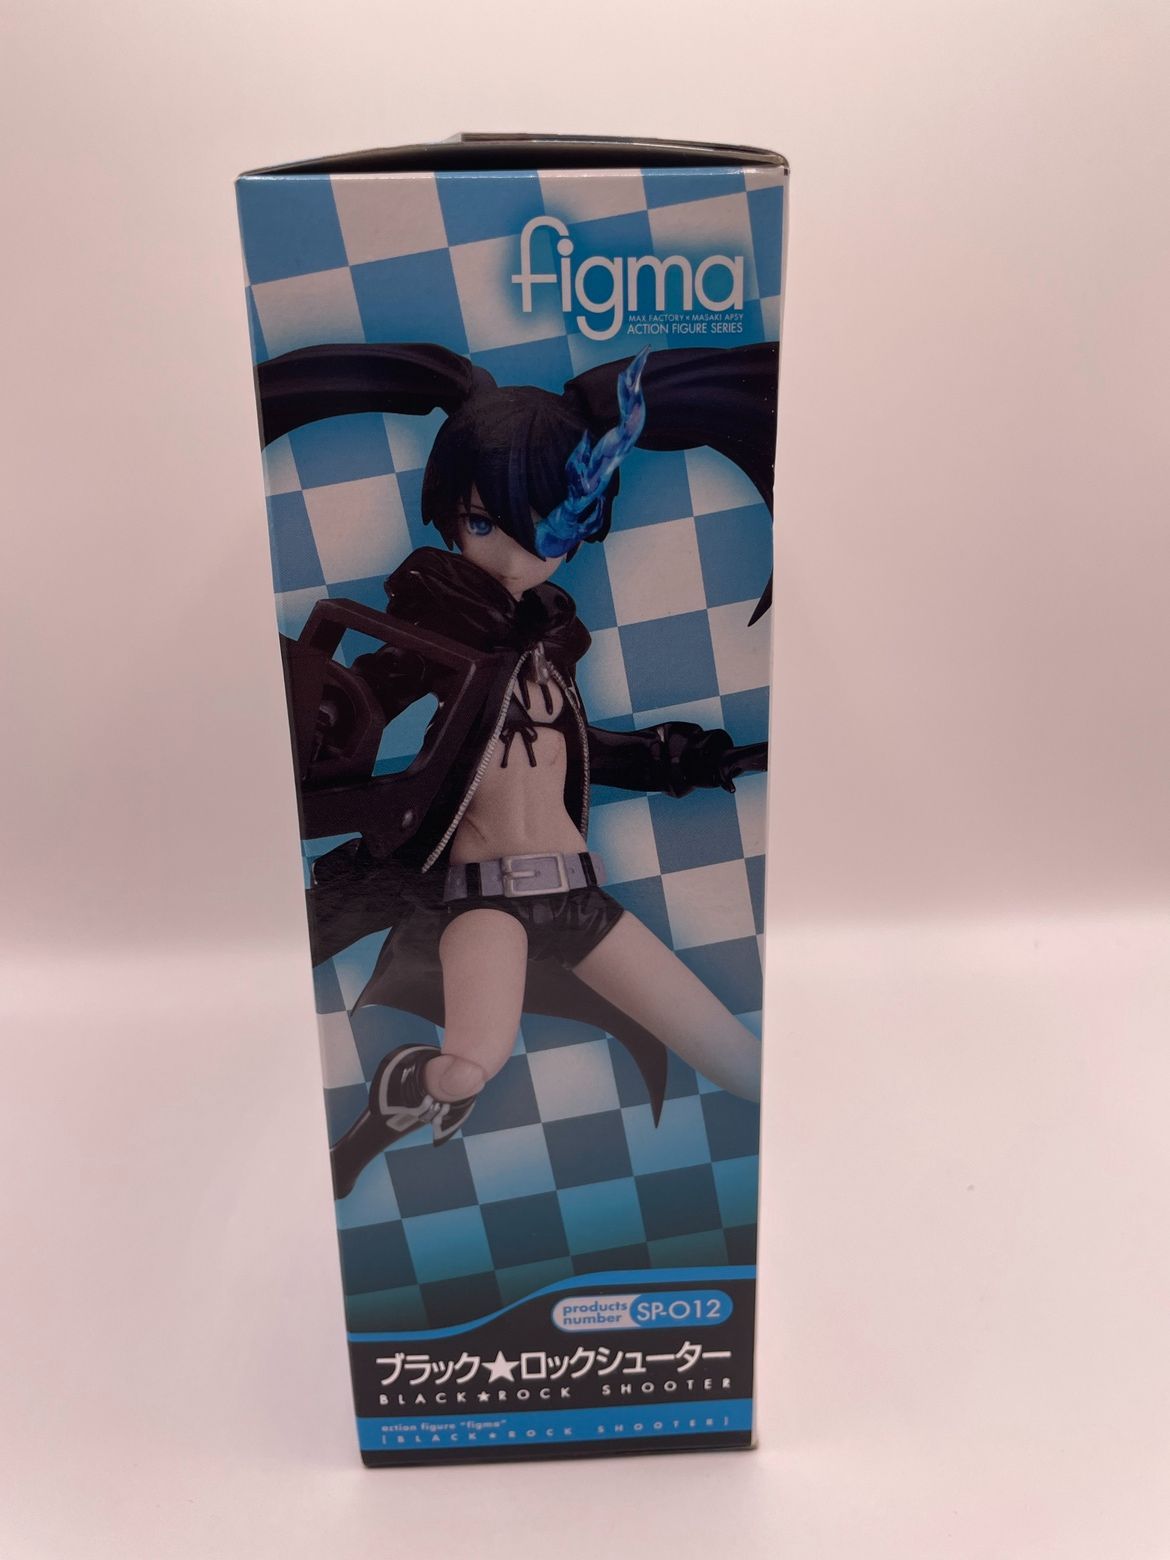 figma
MAX FACTORY × MASAKI APSY
ACTION FIGURE SERIES
products number SP-012
ブラック★ロックシューター
BLACK★ROCK SHOOTER
action figure "figma"
[BLACK★ROCK SHOOTER]